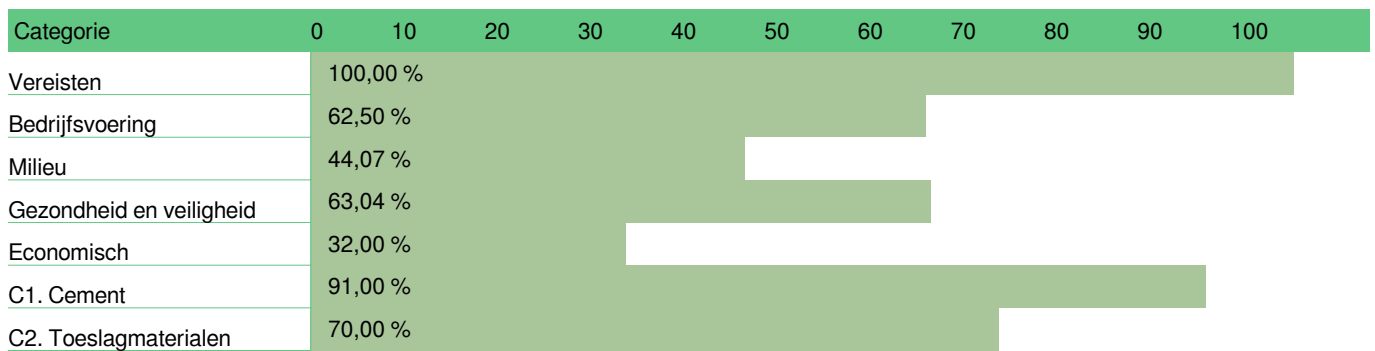 Categorie 0 10 20 30 40 50 60 70 80 90 100
Vereisten 100,00 %
Bedrijfsvoering 62,50 %
Milieu 44,07 %
Gezondheid en veiligheid 63,04 %
Economisch 32,00 %
C1. Cement 91,00 %
C2. Toeslagmaterialen 70,00 %